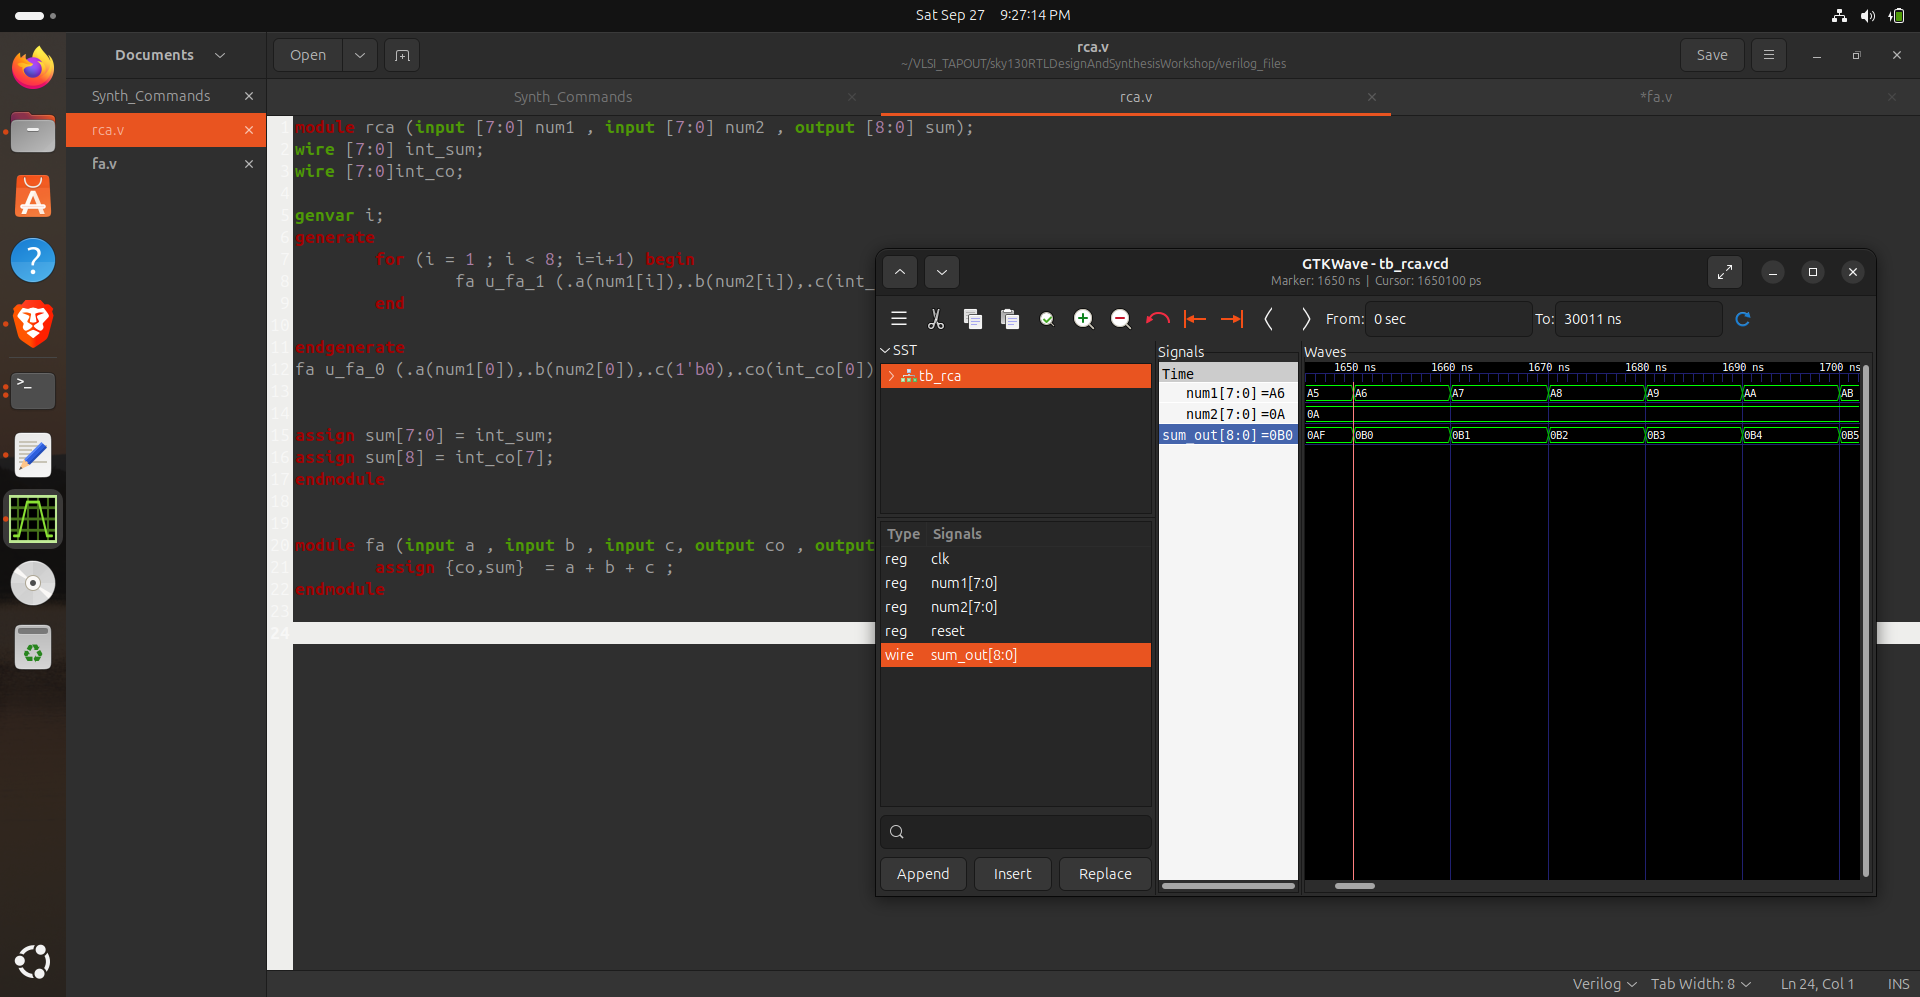 Sat Sep 27 9:27:14 PM
Documents
Open
rca.v
~/VLSI_TAPOUT/sky130RTLDesignAndSynthesisWorkshop/verilog_files
Save
Synth_Commands
rca.v
fa.v
Synth_Commands
rca.v
*fa.v
1 module rca (input [7:0] num1 , input [7:0] num2 , output [8:0] sum);
2 wire [7:0] int_sum;
3 wire [7:0]int_co;
4
5 genvar i;
6 generate
7 for (i = 1 ; i < 8; i=i+1) begin
8 fa u_fa_1 (.a(num1[i]),.b(num2[i]),.c(int_
9 end
10
11 endgenerate
12 fa u_fa_0 (.a(num1[0]),.b(num2[0]),.c(1'b0),.co(int_co[0])
13
14
15 assign sum[7:0] = int_sum;
16 assign sum[8] = int_co[7];
17 endmodule
18
19
20 module fa (input a , input b , input c, output co , output
21 assign {co,sum} = a + b + c ;
22 endmodule
23
24
GTKWave - tb_rca.vcd
Marker: 1650 ns | Cursor: 1650100 ps
From: 0 sec To: 30011 ns
SST
tb_rca
Type Signals
reg clk
reg num1[7:0]
reg num2[7:0]
reg reset
wire sum_out[8:0]
Append Insert Replace
Signals
Time
num1[7:0] =A6
num2[7:0] =0A
sum_out[8:0] =0B0
Waves
1650 ns 1660 ns 1670 ns 1680 ns 1690 ns 1700 ns
A5 A6 A7 A8 A9 AA AB
0A
0AF 0B0 0B1 0B2 0B3 0B4 0B5
Verilog Tab Width: 8 Ln 24, Col 1 INS